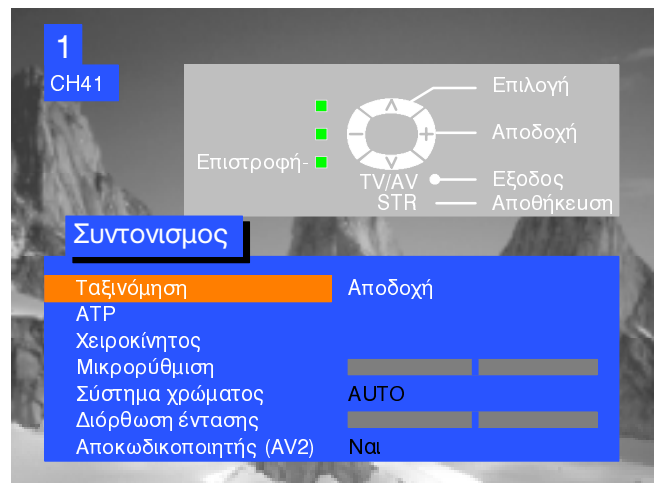 1
CH41
Επιλογή
Αποδοχή
Επιστροφή-
TV/AV Εξοδος
STR Αποθήκευση
Συντονισμος
Ταξινόμηση Αποδοχή
ATP
Χειροκίνητος
Μικρορύθμιση
Σύστημα χρώματος AUTO
Διόρθωση έντασης
Αποκωδικοποιητής (AV2) Ναι